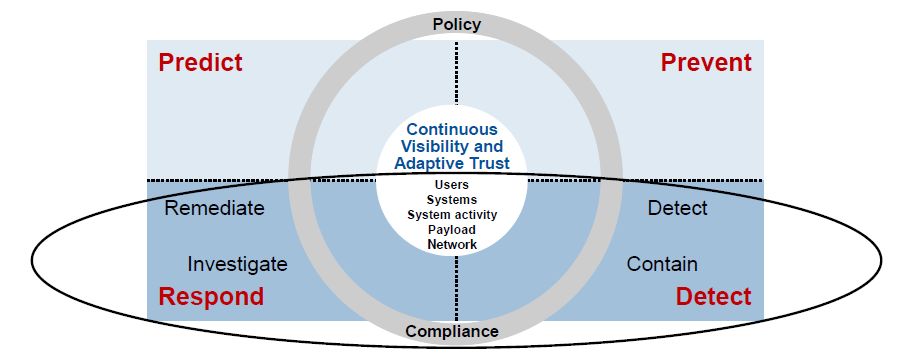 Policy
Predict
Prevent
Continuous
Visibility and
Adaptive Trust
Users
Systems
System activity
Payload
Network
Remediate
Detect
Investigate
Contain
Respond
Detect
Compliance